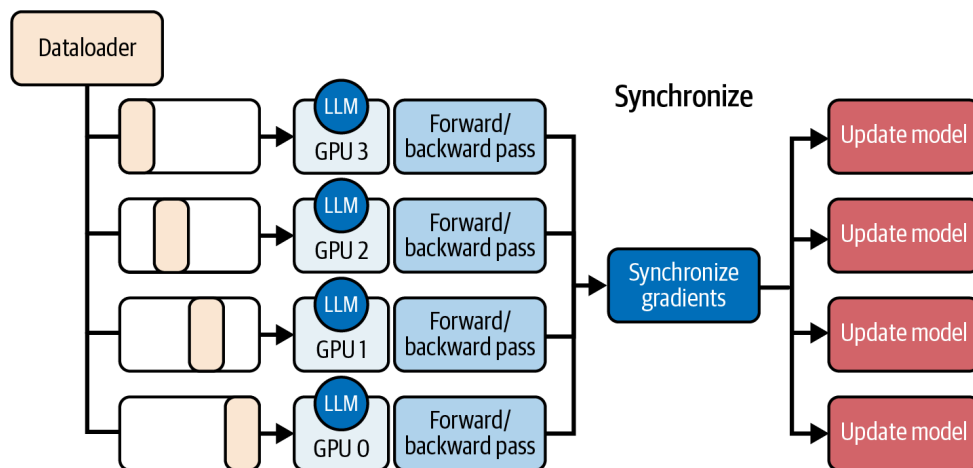 Dataloader
Synchronize
LLM
GPU 3
Forward/
backward pass
Update model
LLM
GPU 2
Forward/
backward pass
Update model
Synchronize
gradients
LLM
GPU 1
Forward/
backward pass
Update model
LLM
GPU 0
Forward/
backward pass
Update model